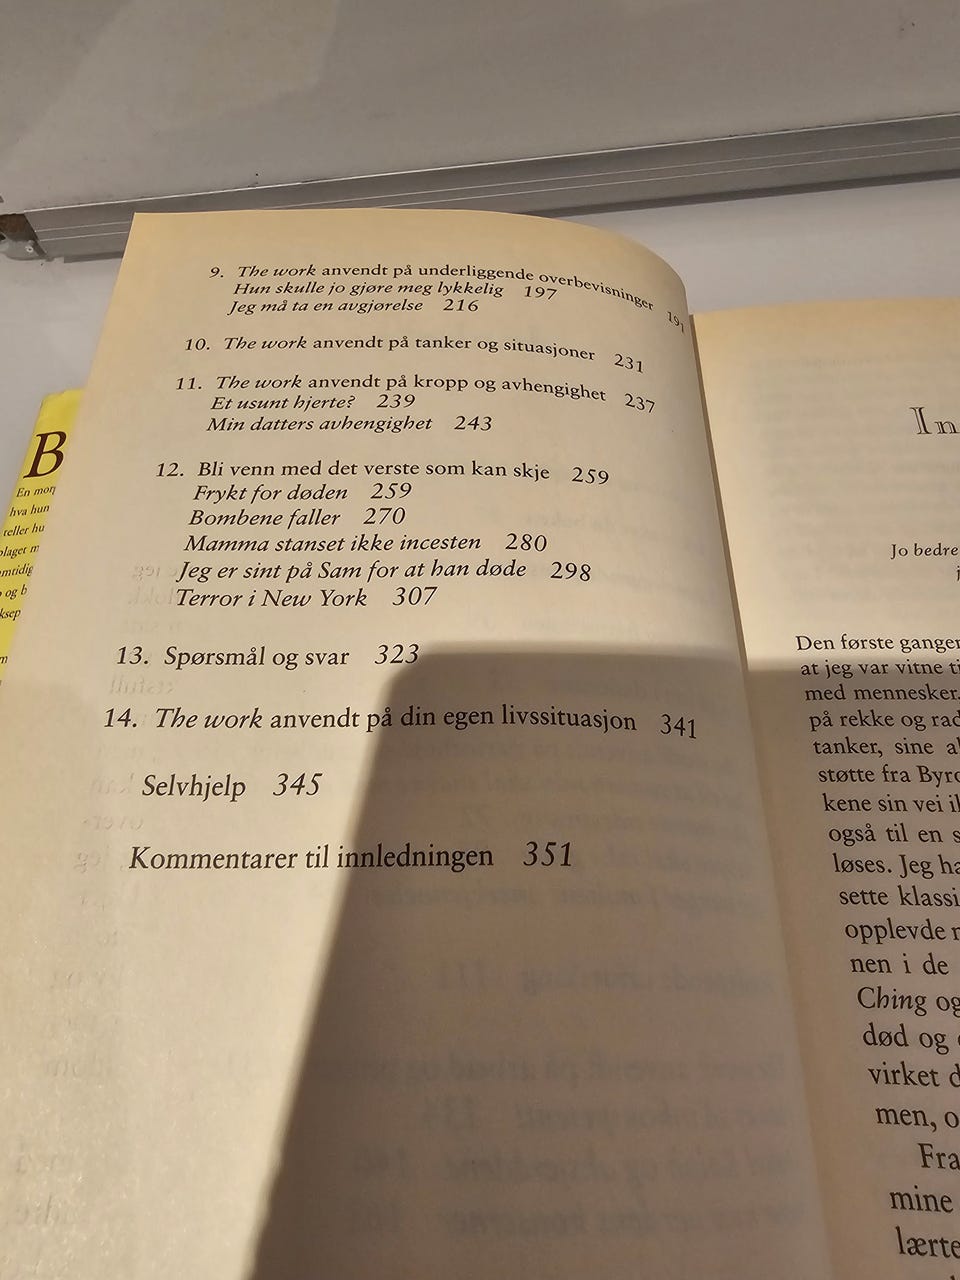 9. The work anvendt på underliggende overbevisninger 191
Hun skulle jo gjøre meg lykkelig 197
Jeg må ta en avgjørelse 216
10. The work anvendt på tanker og situasjoner 231
11. The work anvendt på kropp og avhengighet 237
Et usunt hjerte? 239
Min datters avhengighet 243
12. Bli venn med det verste som kan skje 259
Frykt for døden 259
Bombene faller 270
Mamma stanset ikke incesten 280
Jeg er sint på Sam for at han døde 298
Terror i New York 307
13. Spørsmål og svar 323
14. The work anvendt på din egen livssituasjon 341
Selvhjelp 345
Kommentarer til innledningen 351
B
En mor
hva hun
teller hu
plaget m
mtidig
og b
ksep
In
Jo bedre
j
Den første ganger
at jeg var vitne ti
med mennesker.
på rekke og rad
tanker, sine a
støtte fra Byro
kene sin vei i
også til en s
løses. Jeg ha
sette klassi
opplevde
nen i de
Ching og
død og
virket d
men, o
Fra
mine
lærte